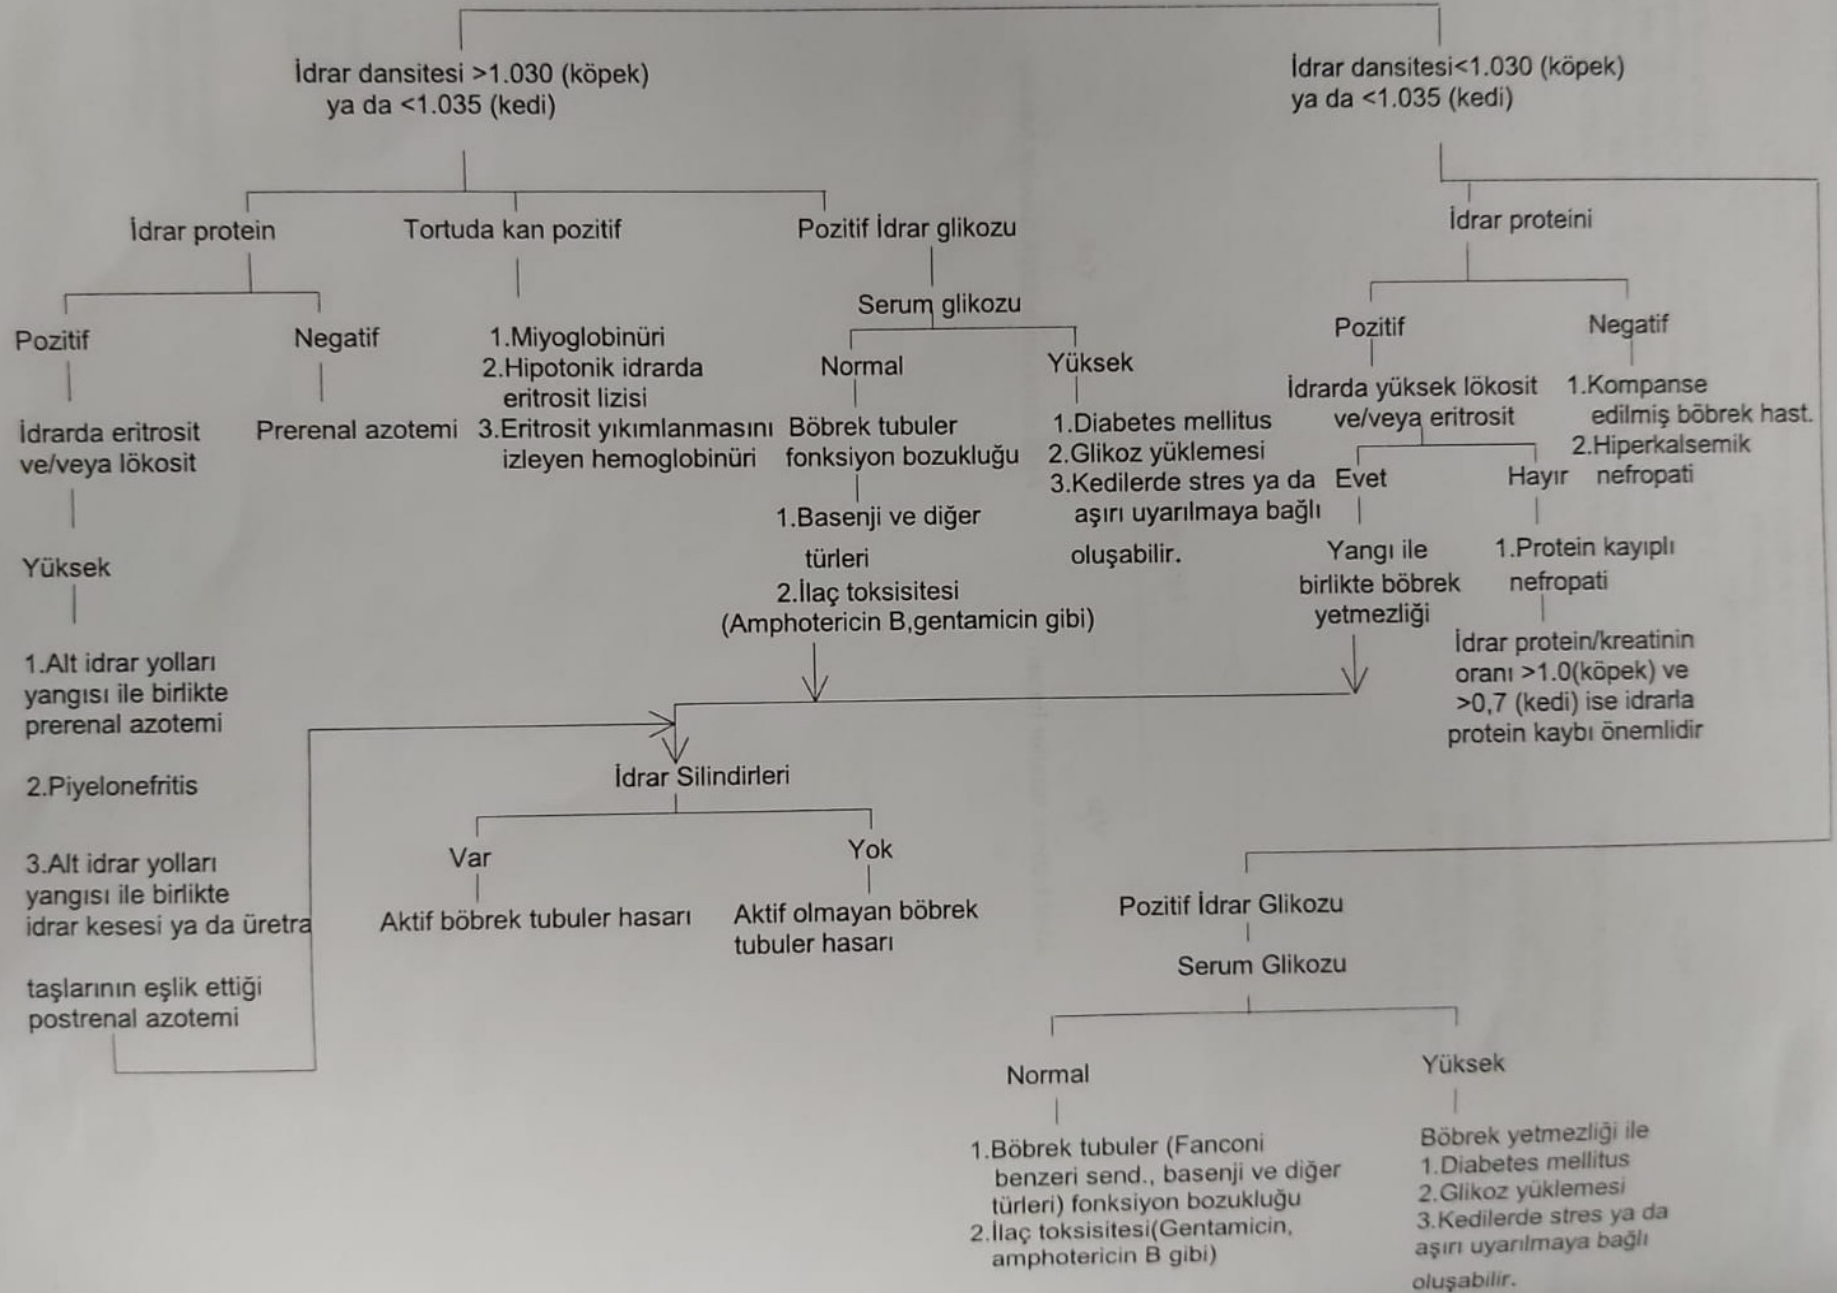 İdrar dansitesi >1.030 (köpek)
ya da <1.035 (kedi)
İdrar dansitesi<1.030 (köpek)
ya da <1.035 (kedi)
İdrar protein
Tortuda kan pozitif
Pozitif İdrar glikozu
İdrar proteini
Pozitif
Negatif
İdrarda eritrosit
ve/veya lökosit
Prerenal azotemi
Yüksek
1.Alt idrar yolları
yangısı ile birlikte
prerenal azotemi
2.Piyelonefritis
3.Alt idrar yolları
yangısı ile birlikte
idrar kesesi ya da üretra
taşlarının eşlik ettiği
postrenal azotemi
1.Miyoglobinüri
2.Hipotonik idrarda
eritrosit lizisi
3.Eritrosit yıkımlanmasını
izleyen hemoglobinüri
Serum glikozu
Normal
Yüksek
Böbrek tubuler
fonksiyon bozukluğu
1.Basenji ve diğer
türleri
2.İlaç toksisitesi
(Amphotericin B,gentamicin gibi)
1.Diabetes mellitus
2.Glikoz yüklemesi
3.Kedilerde stres ya da
aşırı uyarılmaya bağlı
oluşabilir.
Pozitif
Negatif
İdrarda yüksek lökosit
ve/veya eritrosit
1.Kompanse
edilmiş böbrek hast.
2.Hiperkalsemik
nefropati
Evet
Hayır
Yangı ile
birlikte böbrek
yetmezliği
1.Protein kayıplı
nefropati
İdrar protein/kreatinin
oranı >1.0(köpek) ve
>0,7 (kedi) ise idrarla
protein kaybı önemlidir
İdrar Silindirleri
Var
Yok
Aktif böbrek tubuler hasarı
Aktif olmayan böbrek
tubuler hasarı
Pozitif İdrar Glikozu
Serum Glikozu
Normal
Yüksek
1.Böbrek tubuler (Fanconi
benzeri send., basenji ve diğer
türleri) fonksiyon bozukluğu
2.İlaç toksisitesi(Gentamicin,
amphotericin B gibi)
Böbrek yetmezliği ile
1.Diabetes mellitus
2.Glikoz yüklemesi
3.Kedilerde stres ya da
aşırı uyarılmaya bağlı
oluşabilir.